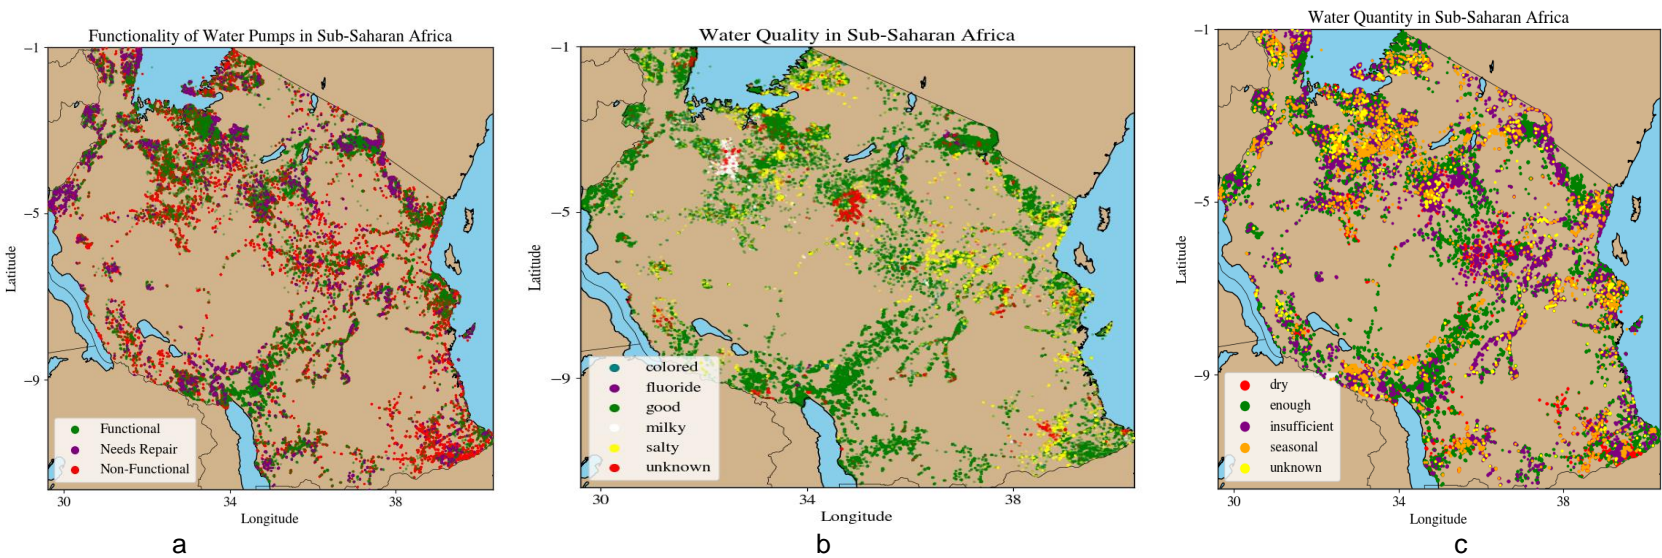 Functionality of Water Pumps in Sub-Saharan Africa
−1
−5
−9
Latitude
Functional
Needs Repair
Non-Functional
30
34
38
Longitude
a
Water Quality in Sub-Saharan Africa
−1
−5
−9
Latitude
colored
fluoride
good
milky
salty
unknown
30
34
38
Longitude
b
Water Quantity in Sub-Saharan Africa
−1
−5
−9
Latitude
dry
enough
insufficient
seasonal
unknown
30
34
38
Longitude
c